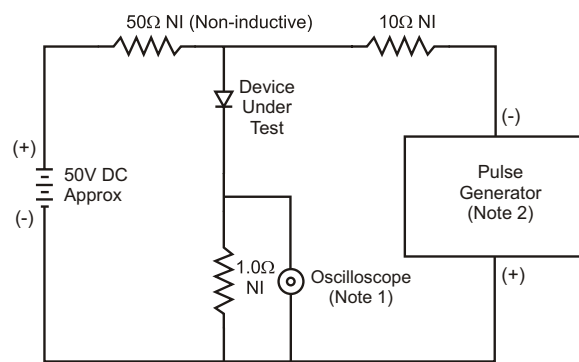 50Ω NI (Non-inductive)
10Ω NI
Device
Under
Test
(+)
50V DC
Approx
(-)
(-)
Pulse
Generator
(Note 2)
(+)
1.0Ω
NI
Oscilloscope
(Note 1)